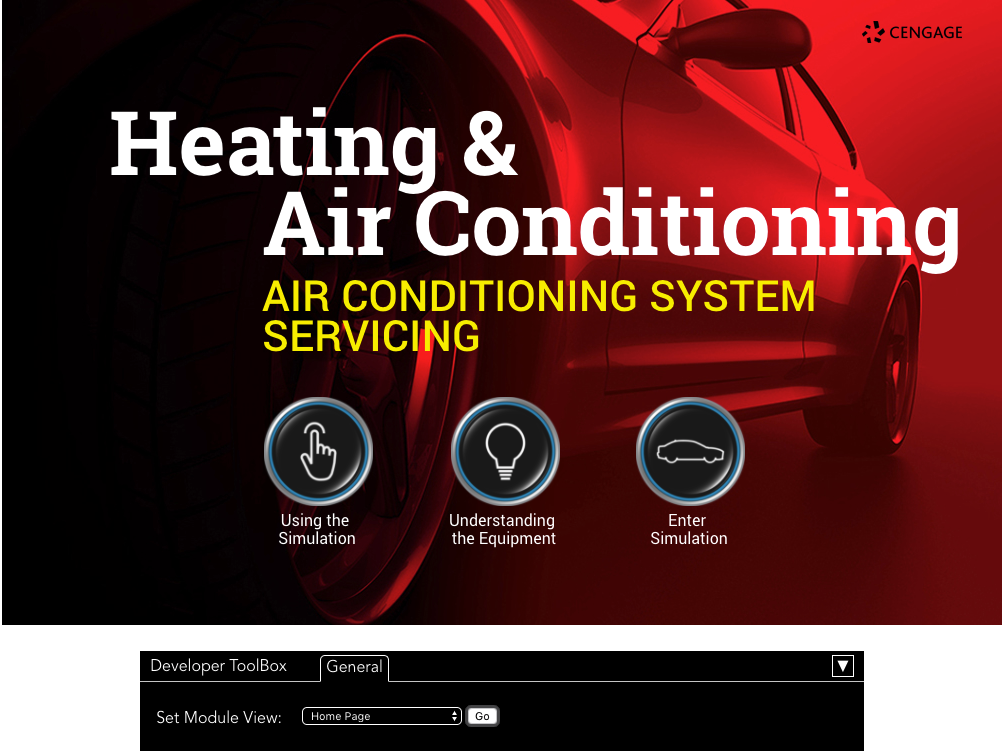 CENGAGE
Heating &
Air Conditioning
AIR CONDITIONING SYSTEM
SERVICING
Using the
Simulation
Understanding
the Equipment
Enter
Simulation
Developer ToolBox
General
Set Module View:
Home Page
Go